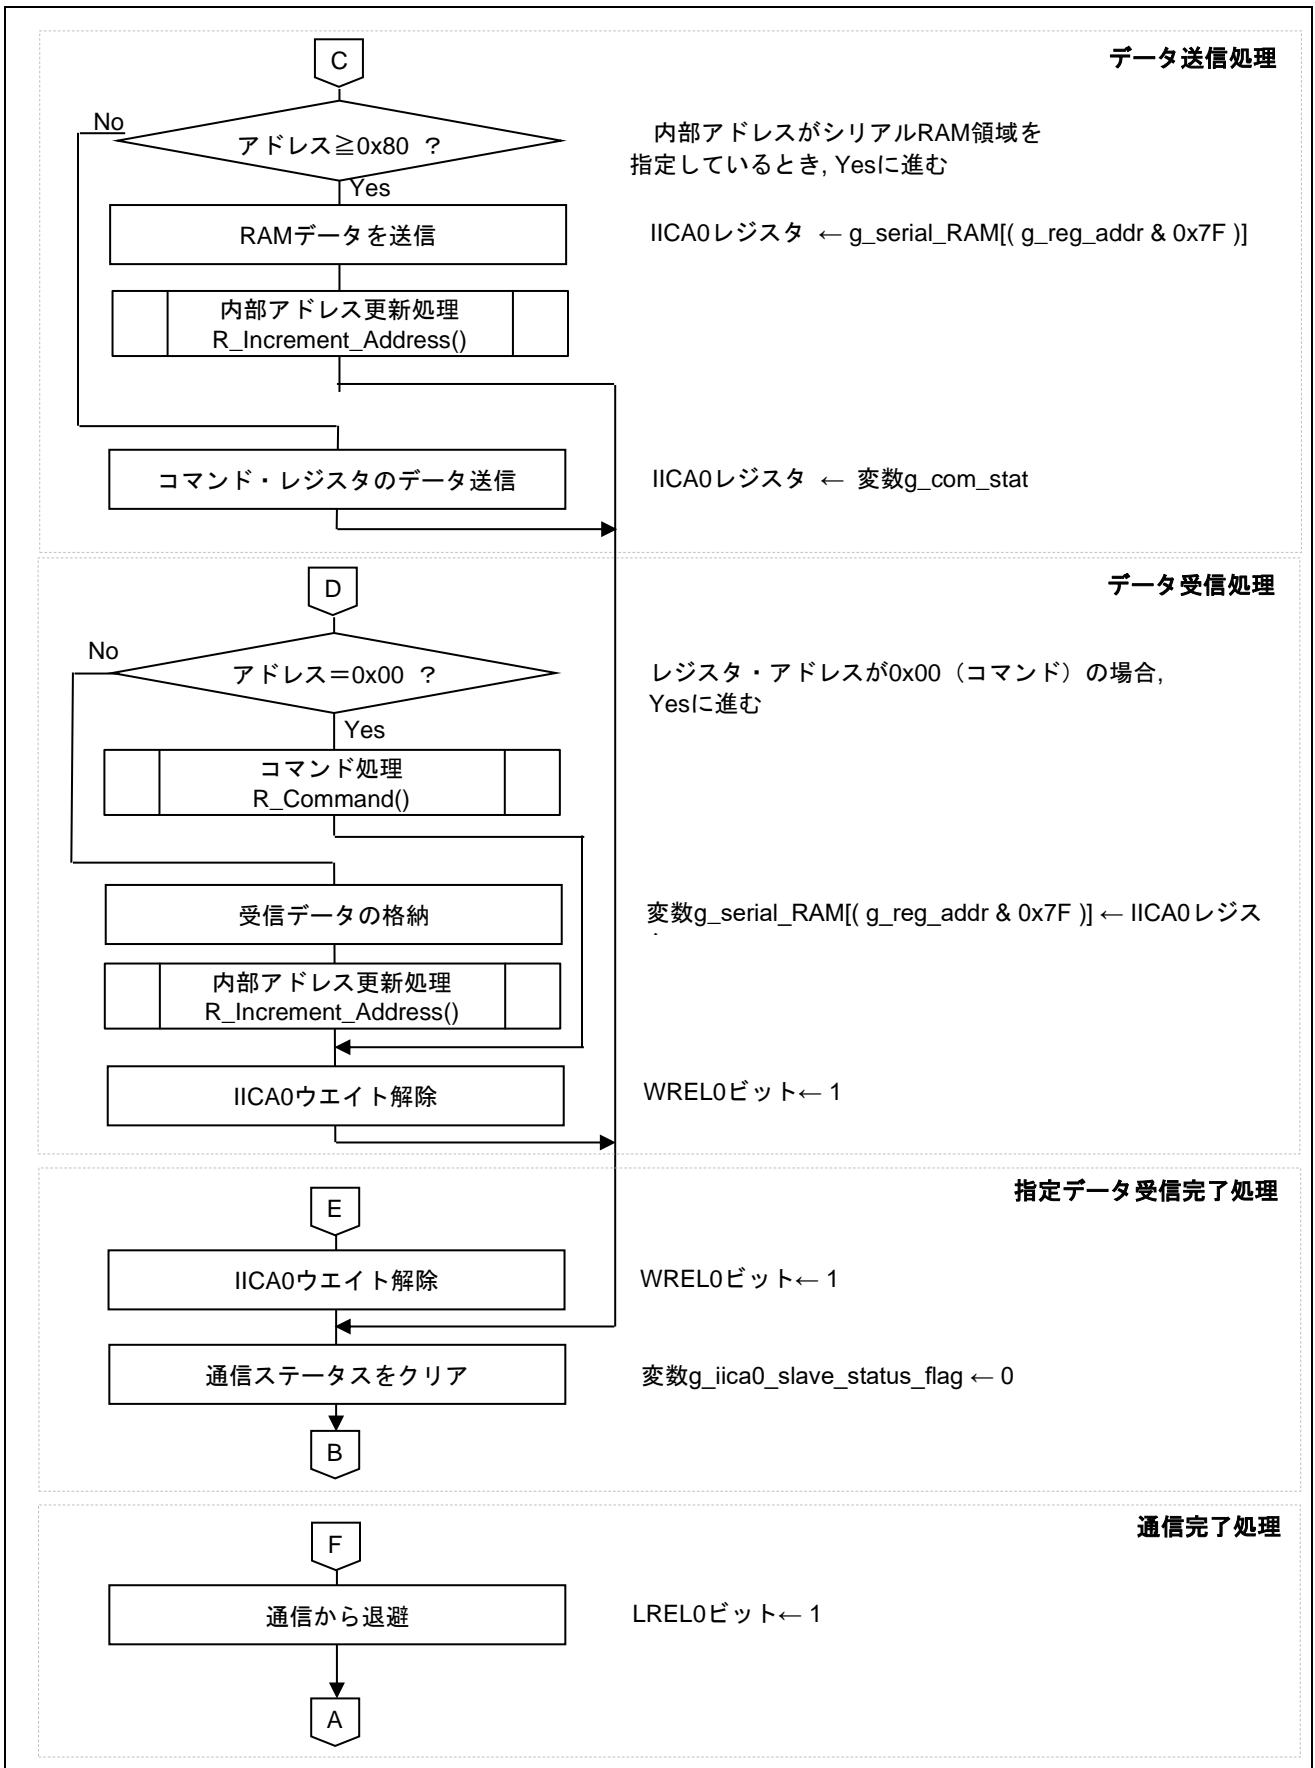 データ送信処理
C
No
アドレス≧0x80 ?
内部アドレスがシリアルRAM領域を
指定しているとき, Yesに進む
Yes
RAMデータを送信
IICA0レジスタ ← g_serial_RAM[( g_reg_addr & 0x7F )]
内部アドレス更新処理
R_Increment_Address()
コマンド・レジスタのデータ送信
IICA0レジスタ ← 変数g_com_stat
データ受信処理
D
No
アドレス＝0x00 ?
レジスタ・アドレスが0x00（コマンド）の場合,
Yesに進む
Yes
コマンド処理
R_Command()
受信データの格納
変数g_serial_RAM[( g_reg_addr & 0x7F )] ← IICA0レジス
内部アドレス更新処理
R_Increment_Address()
IICA0ウエイト解除
WREL0ビット← 1
指定データ受信完了処理
E
IICA0ウエイト解除
WREL0ビット← 1
通信ステータスをクリア
変数g_iica0_slave_status_flag ← 0
B
通信完了処理
F
通信から退避
LREL0ビット← 1
A